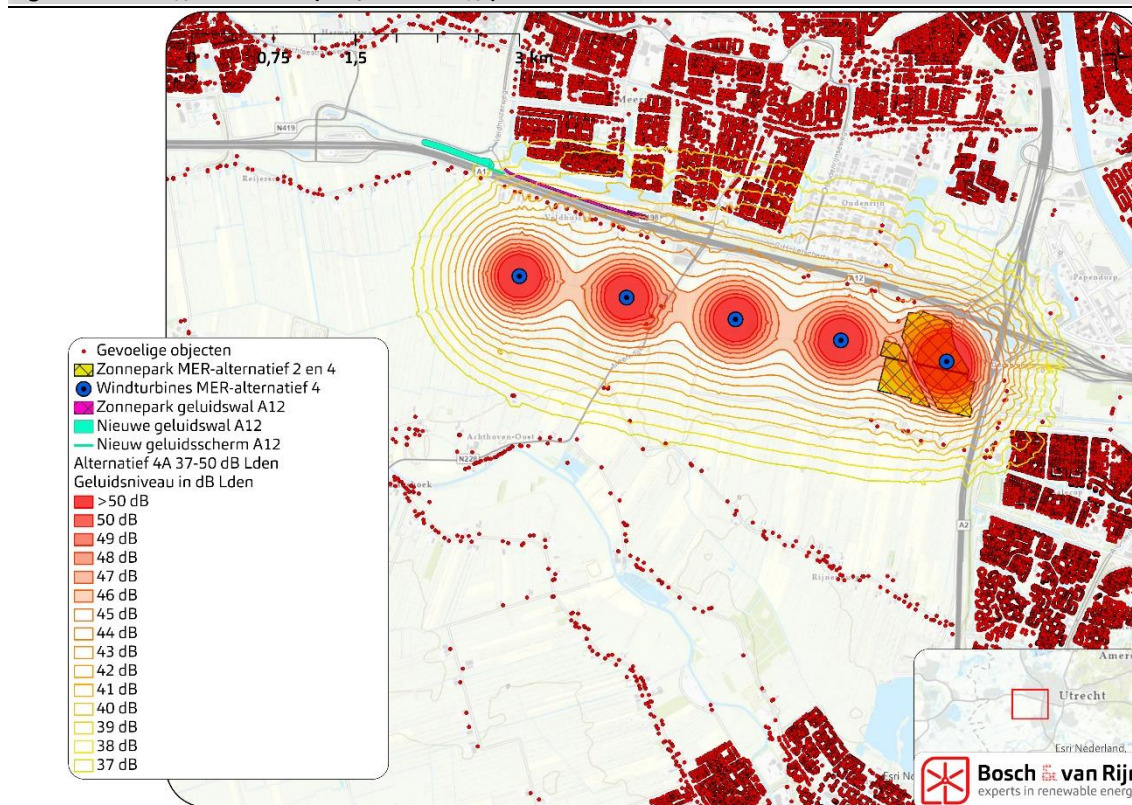 0 0,75 1,5 3 km
N419
Meern
A12
Veldhuizen
Oudenrijn
A12
Papendorp
Achthoven-Oost
N228
A2
Gevoelige objecten
Zonnepark MER-alternatief 2 en 4
Windturbines MER-alternatief 4
Zonnepark geluidswal A12
Nieuwe geluidswal A12
Nieuw geluidsscherm A12
Alternatief 4A 37-50 dB Lden
Geluidsniveau in dB Lden
>50 dB
50 dB
49 dB
48 dB
47 dB
46 dB
45 dB
44 dB
43 dB
42 dB
41 dB
40 dB
39 dB
38 dB
37 dB
Utrecht
Esri Nederland,
Bosch & van Rijn
experts in renewable energ